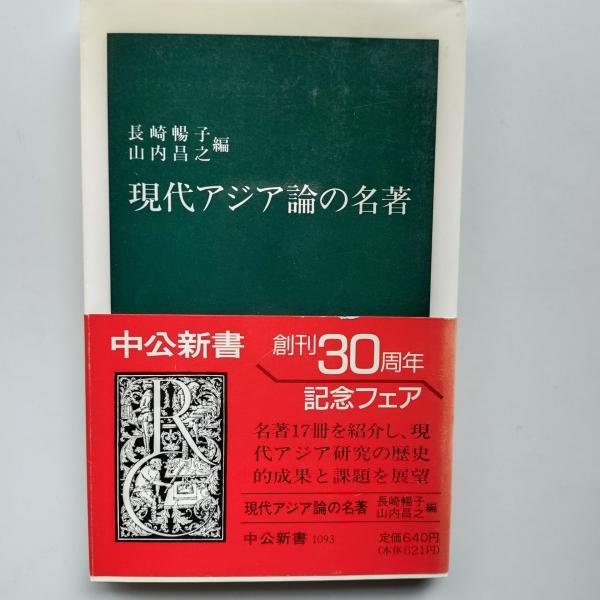 長崎暢子
山内昌之 編
現代アジア論の名著
中公新書
創刊30周年
記念フェア
R
C
名著17冊を紹介し、現
代アジア研究の歴史
的成果と課題を展望
現代アジア論の名著 長崎暢子
山内昌之 編
中公新書 1093
定価640円
(本体621円)